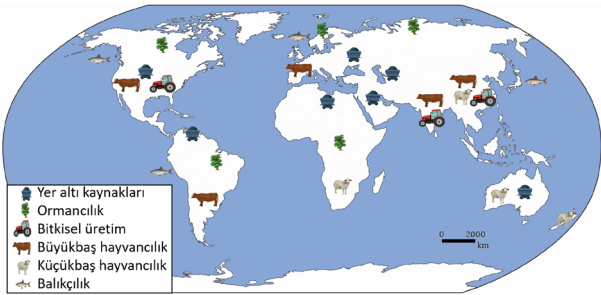 Yer altı kaynakları
Ormancılık
Bitkisel üretim
Büyükbaş hayvancılık
Küçükbaş hayvancılık
Balıkçılık
0 2000
km